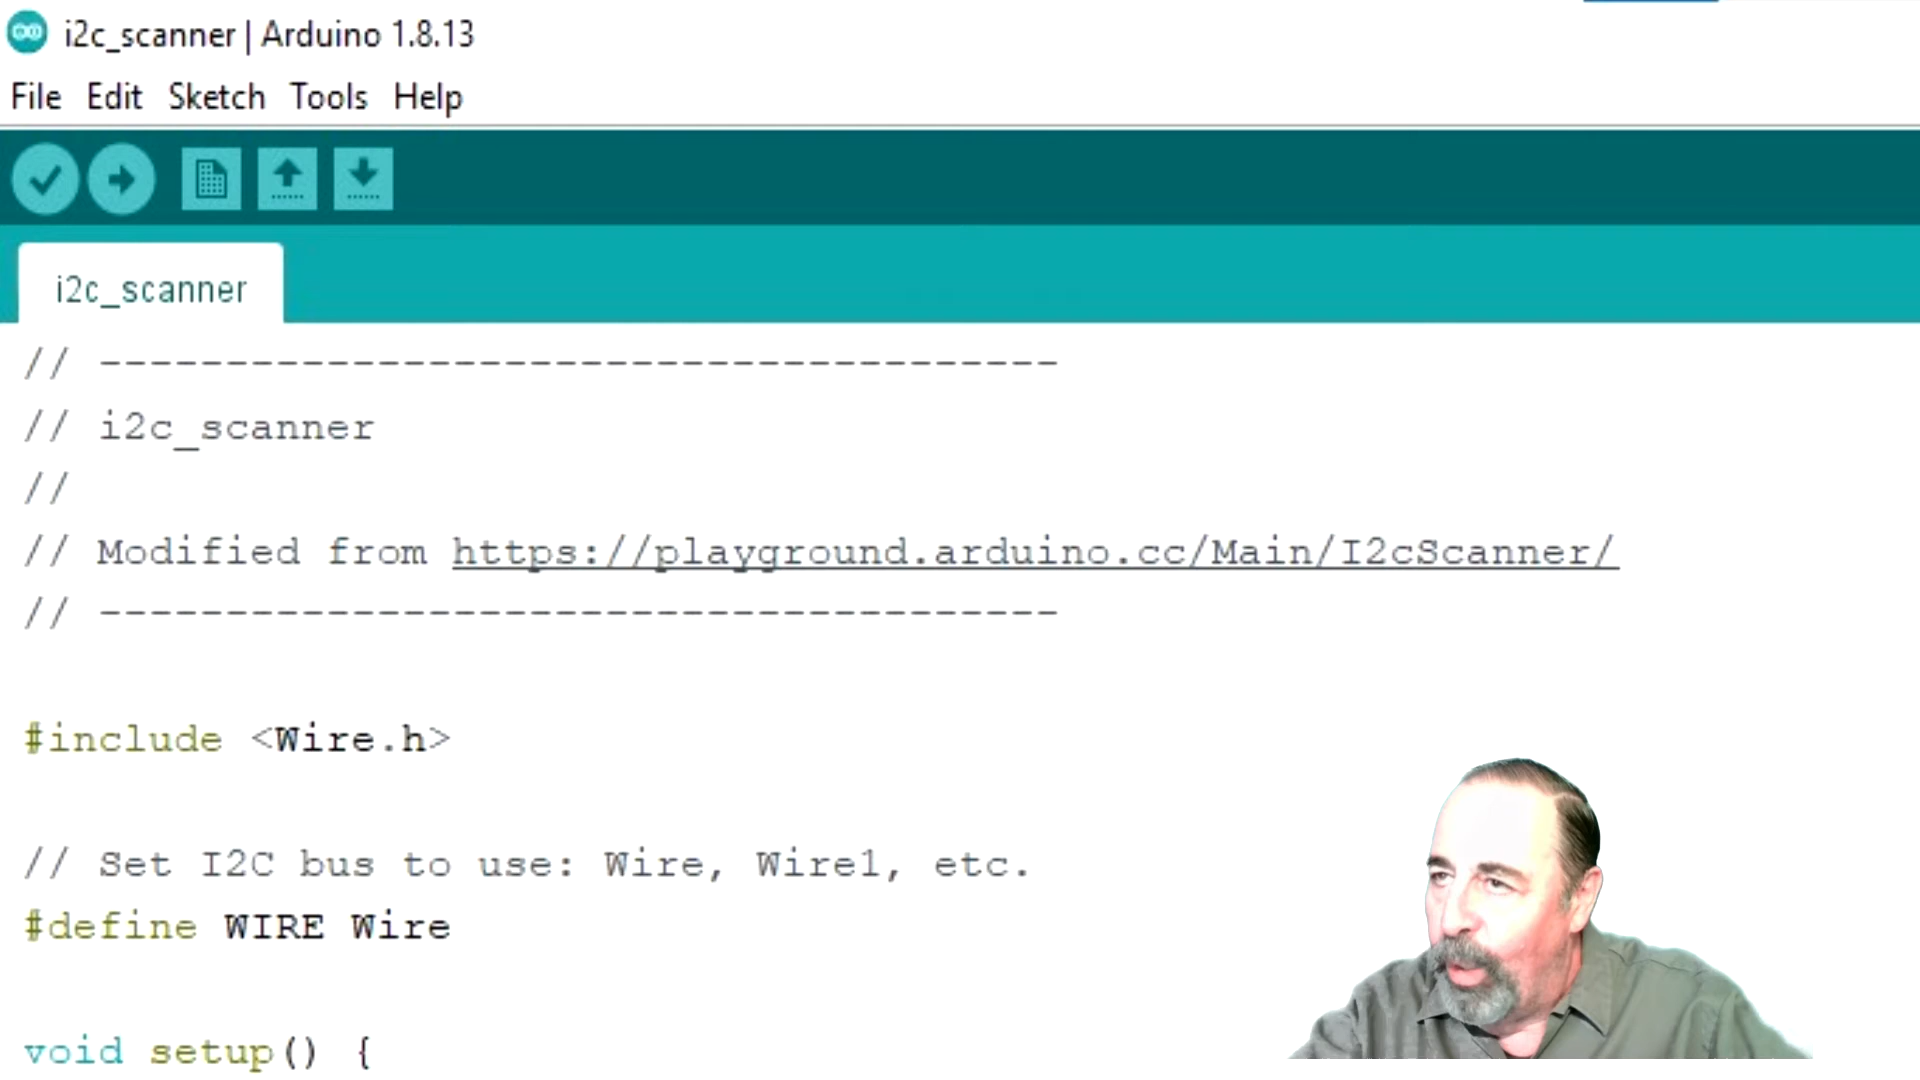 i2c_scanner | Arduino 1.8.13
File Edit Sketch Tools Help
i2c_scanner
// --------------------------------------
// i2c_scanner
//
// Modified from https://playground.arduino.cc/Main/I2cScanner/
// --------------------------------------
#include <Wire.h>
// Set I2C bus to use: Wire, Wire1, etc.
#define WIRE Wire
void setup() {